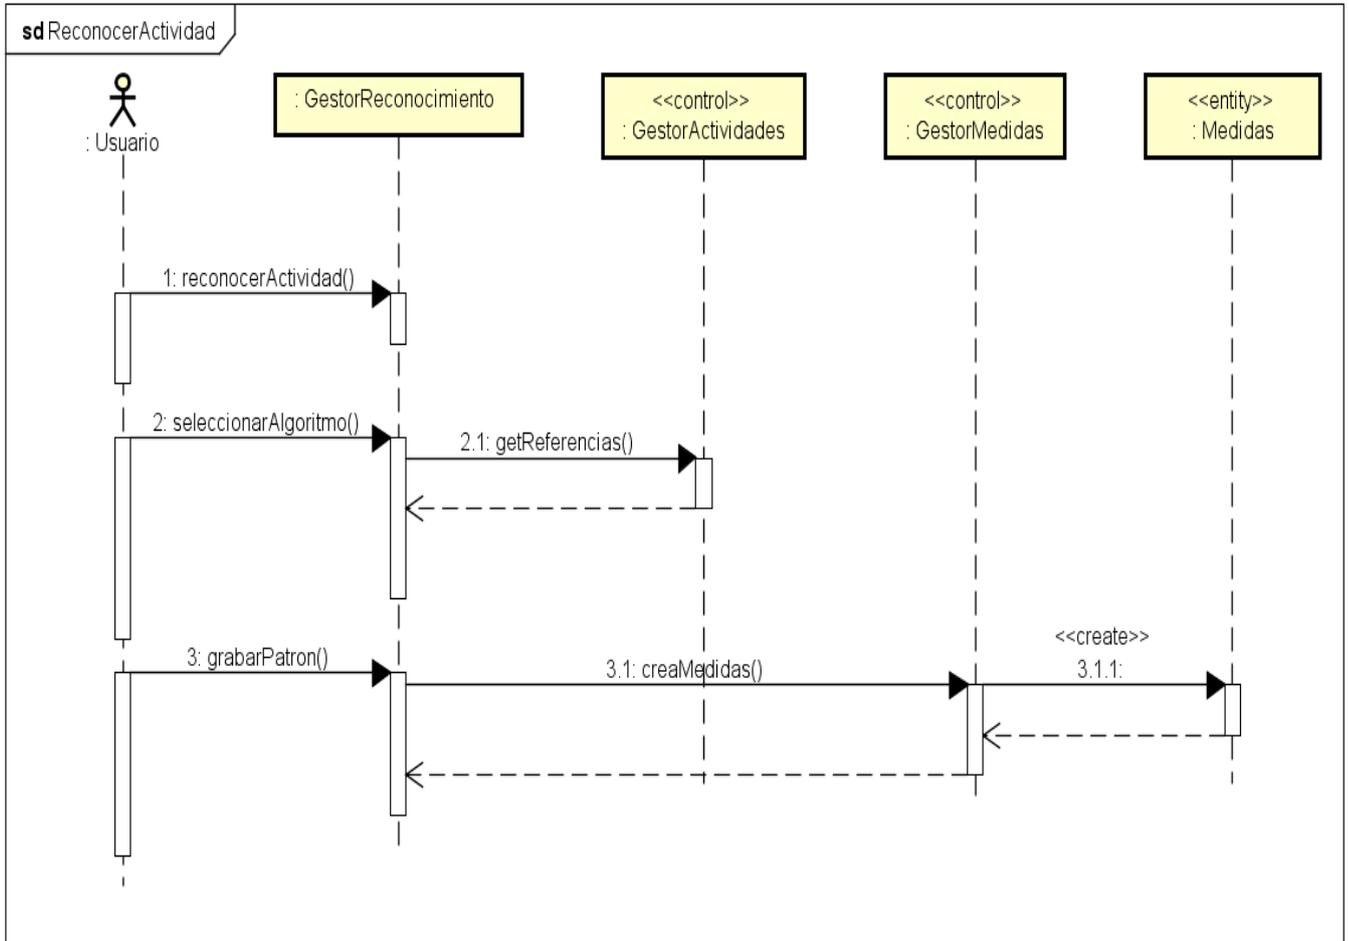 sd ReconocerActividad
: Usuario
: GestorReconocimiento
<<control>>
: GestorActividades
<<control>>
: GestorMedidas
<<entity>>
: Medidas
1: reconocerActividad()
2: seleccionarAlgoritmo()
2.1: getReferencias()
3: grabarPatron()
3.1: creaMedidas()
<<create>>
3.1.1: